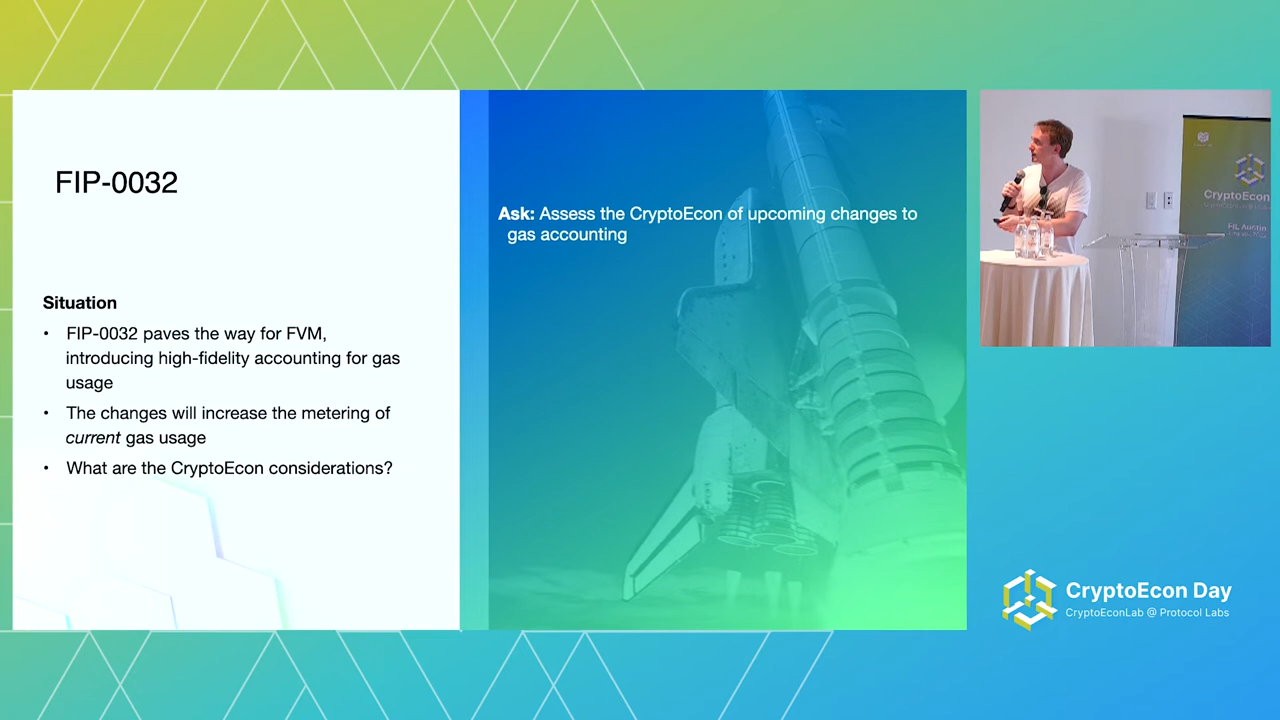 FIP-0032
Situation
• FIP-0032 paves the way for FVM,
introducing high-fidelity accounting for gas
usage
• The changes will increase the metering of
current gas usage
• What are the CryptoEcon considerations?
Ask: Assess the CryptoEcon of upcoming changes to
gas accounting
CryptoEcon
FIL Austin
CryptoEcon Day
CryptoEconLab @ Protocol Labs